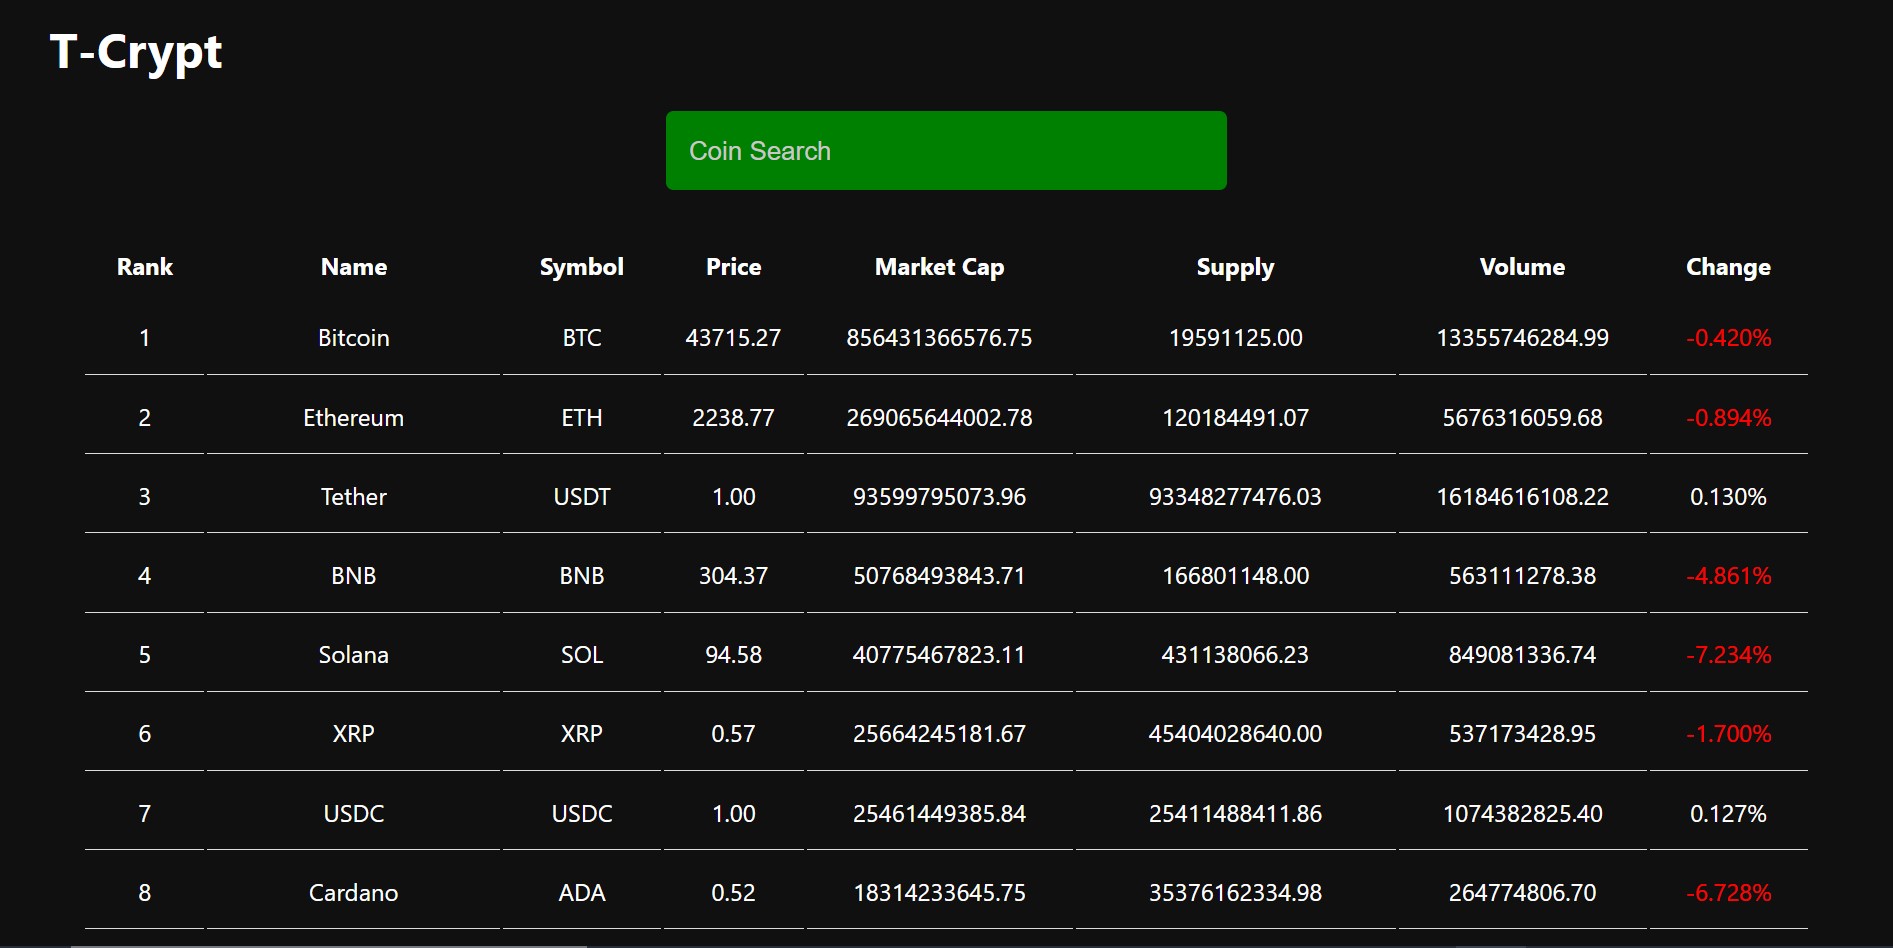 T-Crypt
Coin Search
Rank Name Symbol Price Market Cap Supply Volume Change
1 Bitcoin BTC 43715.27 856431366576.75 19591125.00 13355746284.99 -0.420%
2 Ethereum ETH 2238.77 269065644002.78 120184491.07 5676316059.68 -0.894%
3 Tether USDT 1.00 93599795073.96 93348277476.03 16184616108.22 0.130%
4 BNB BNB 304.37 50768493843.71 166801148.00 563111278.38 -4.861%
5 Solana SOL 94.58 40775467823.11 431138066.23 849081336.74 -7.234%
6 XRP XRP 0.57 25664245181.67 45404028640.00 537173428.95 -1.700%
7 USDC USDC 1.00 25461449385.84 25411488411.86 1074382825.40 0.127%
8 Cardano ADA 0.52 18314233645.75 35376162334.98 264774806.70 -6.728%